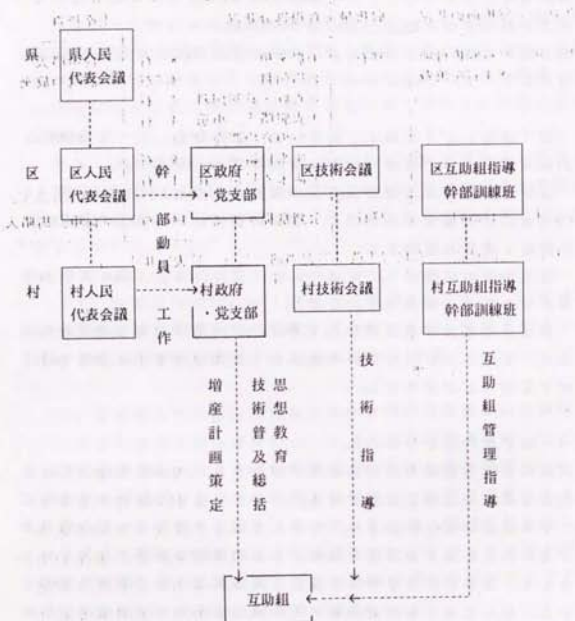 県
県人民
代表会議
区
区人民
代表会議
幹部動員工作
区政府
・党支部
区技術会議
区互助組指導
幹部訓練班
村
村人民
代表会議
村政府
・党支部
村技術会議
村互助組指導
幹部訓練班
増産計画策定
思想教育
技術普及総括
技術指導
互助組管理指導
互助組